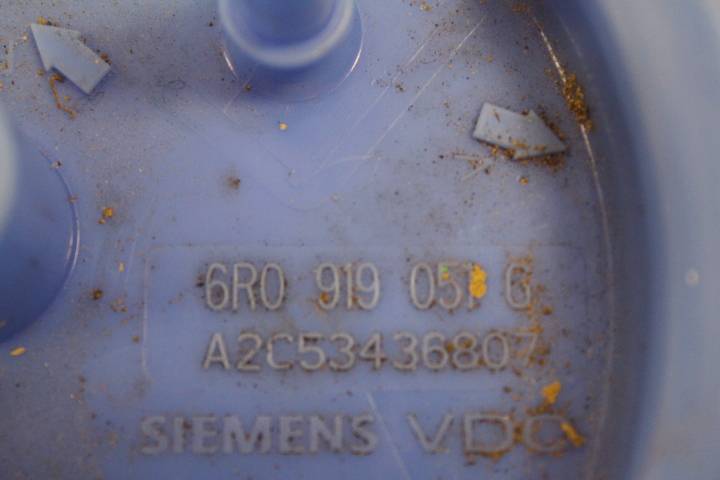 6R0 919 051 G
A2C53436807
SIEMENS VDO